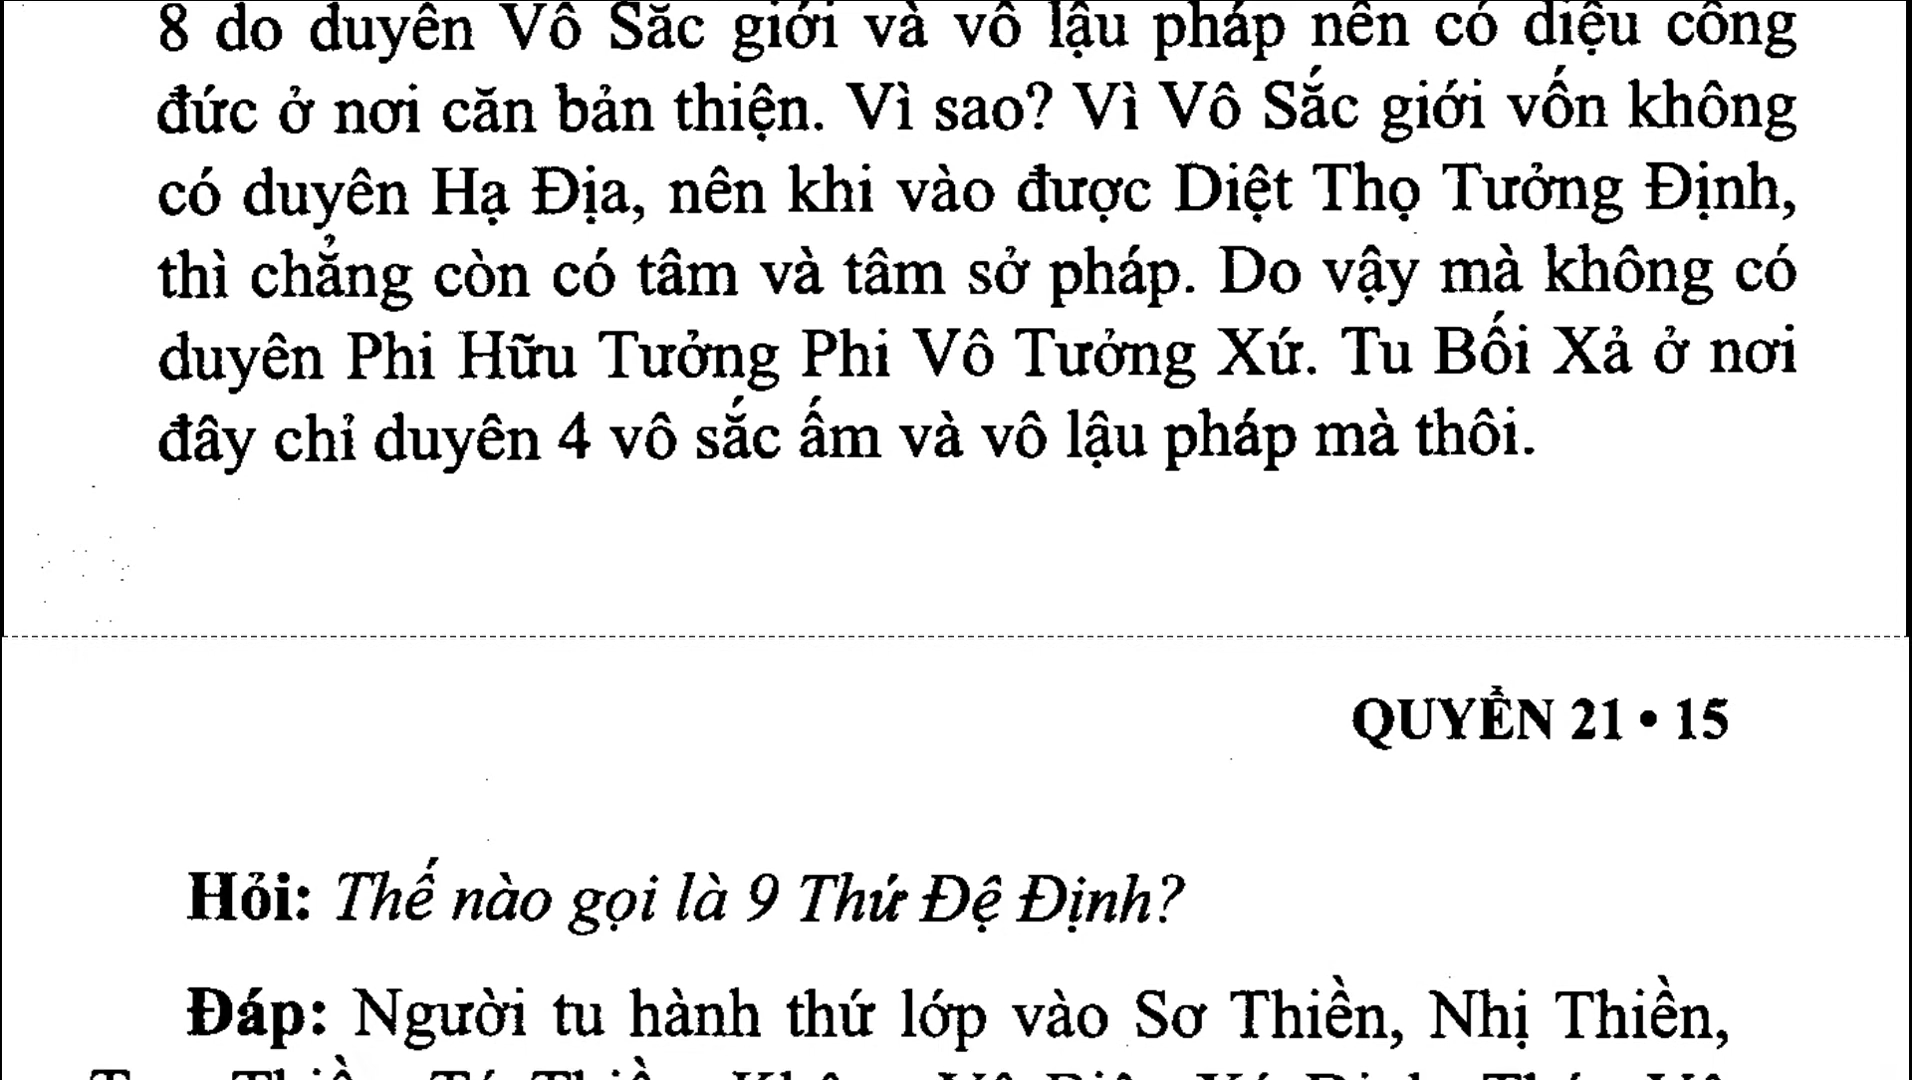 8 do duyên Vô Sắc giới và vô lậu pháp nên có diệu công
đức ở nơi căn bản thiện. Vì sao? Vì Vô Sắc giới vốn không
có duyên Hạ Địa, nên khi vào được Diệt Thọ Tưởng Định,
thì chẳng còn có tâm và tâm sở pháp. Do vậy mà không có
duyên Phi Hữu Tưởng Phi Vô Tưởng Xứ. Tu Bối Xả ở nơi
đây chỉ duyên 4 vô sắc ấm và vô lậu pháp mà thôi.
QUYỂN 21 • 15
Hỏi: Thế nào gọi là 9 Thứ Đệ Định?
Đáp: Người tu hành thứ lớp vào Sơ Thiền, Nhị Thiền,